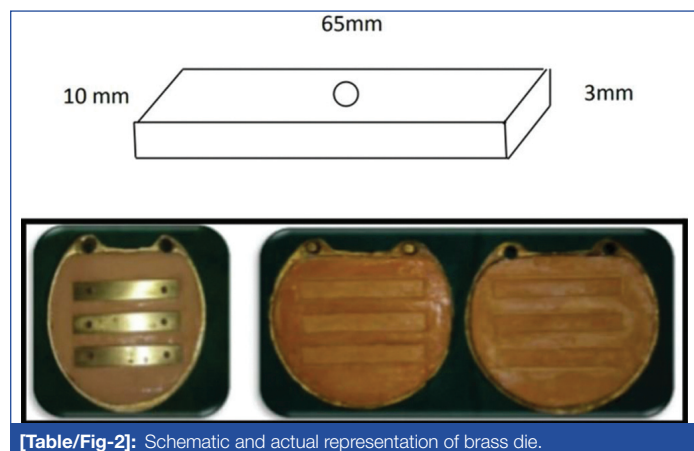 65mm
10 mm
3mm
[Table/Fig-2]: Schematic and actual representation of brass die.